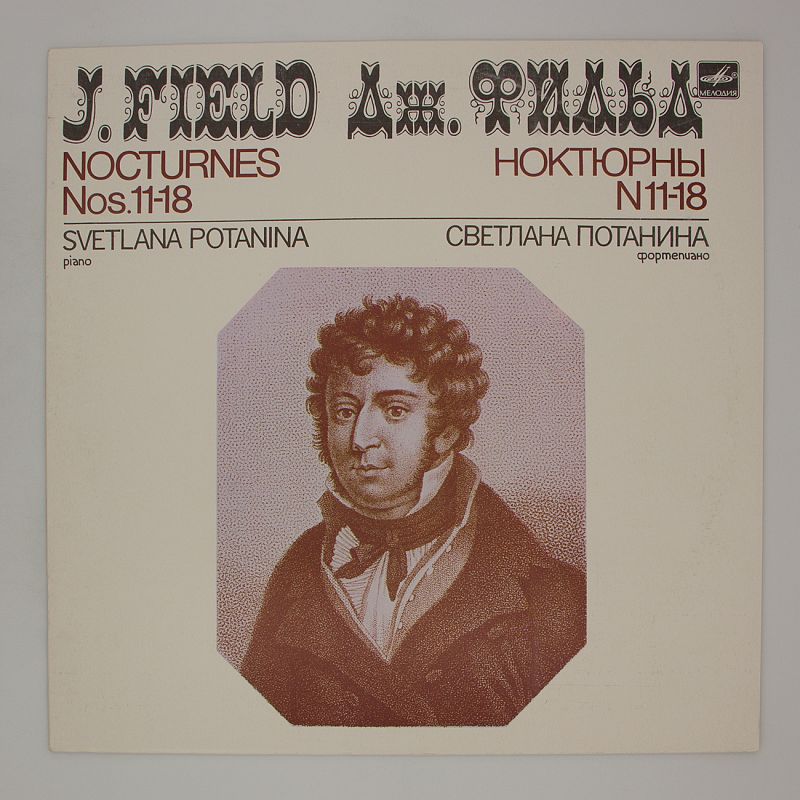 J. FIELD Дж. ФИЛЬД
МЕЛОДИЯ
NOCTURNES НОКТЮРНЫ
Nos.11-18 N11-18
SVETLANA POTANINA СВЕТЛАНА ПОТАНИНА
piano фортепиано